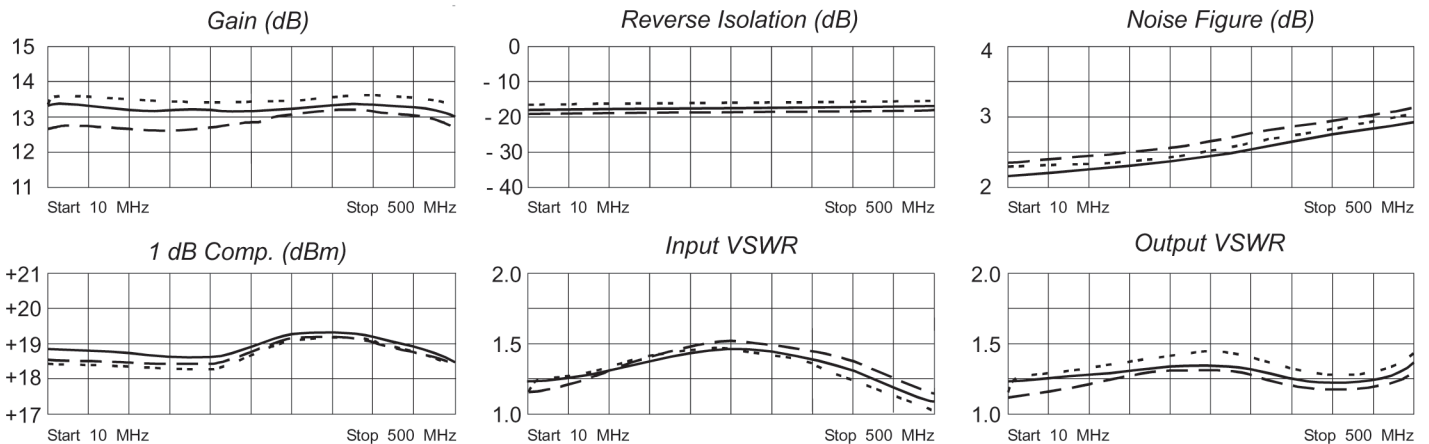 Gain (dB)
15
14
13
12
11
Start 10 MHz
Stop 500 MHz
Reverse Isolation (dB)
0
- 10
- 20
- 30
- 40
Start 10 MHz
Stop 500 MHz
Noise Figure (dB)
4
3
2
Start 10 MHz
Stop 500 MHz
1 dB Comp. (dBm)
+21
+20
+19
+18
+17
Start 10 MHz
Stop 500 MHz
Input VSWR
2.0
1.5
1.0
Start 10 MHz
Stop 500 MHz
Output VSWR
2.0
1.5
1.0
Start 10 MHz
Stop 500 MHz